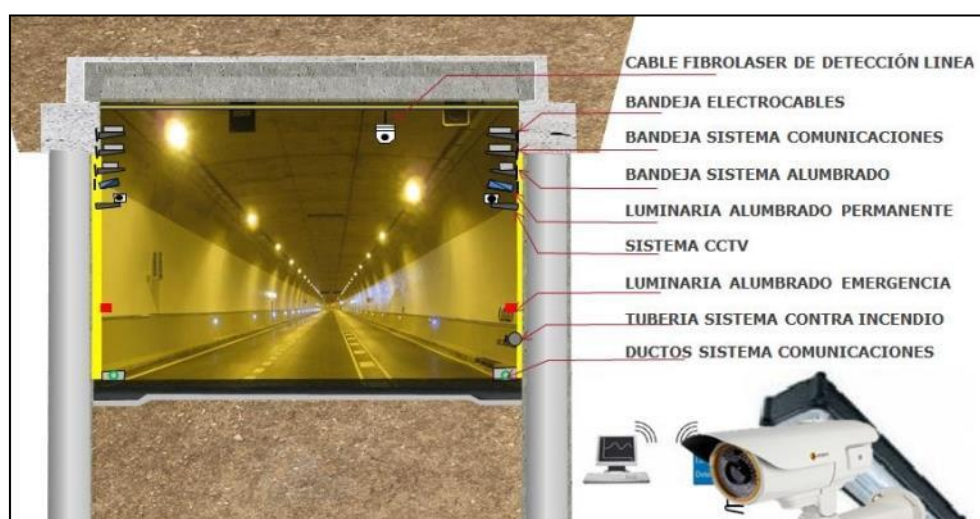 CABLE FIBROLASER DE DETECCIÓN LINEA
BANDEJA ELECTROCABLES
BANDEJA SISTEMA COMUNICACIONES
BANDEJA SISTEMA ALUMBRADO
LUMINARIA ALUMBRADO PERMANENTE
SISTEMA CCTV
LUMINARIA ALUMBRADO EMERGENCIA
TUBERIA SISTEMA CONTRA INCENDIO
DUCTOS SISTEMA COMUNICACIONES